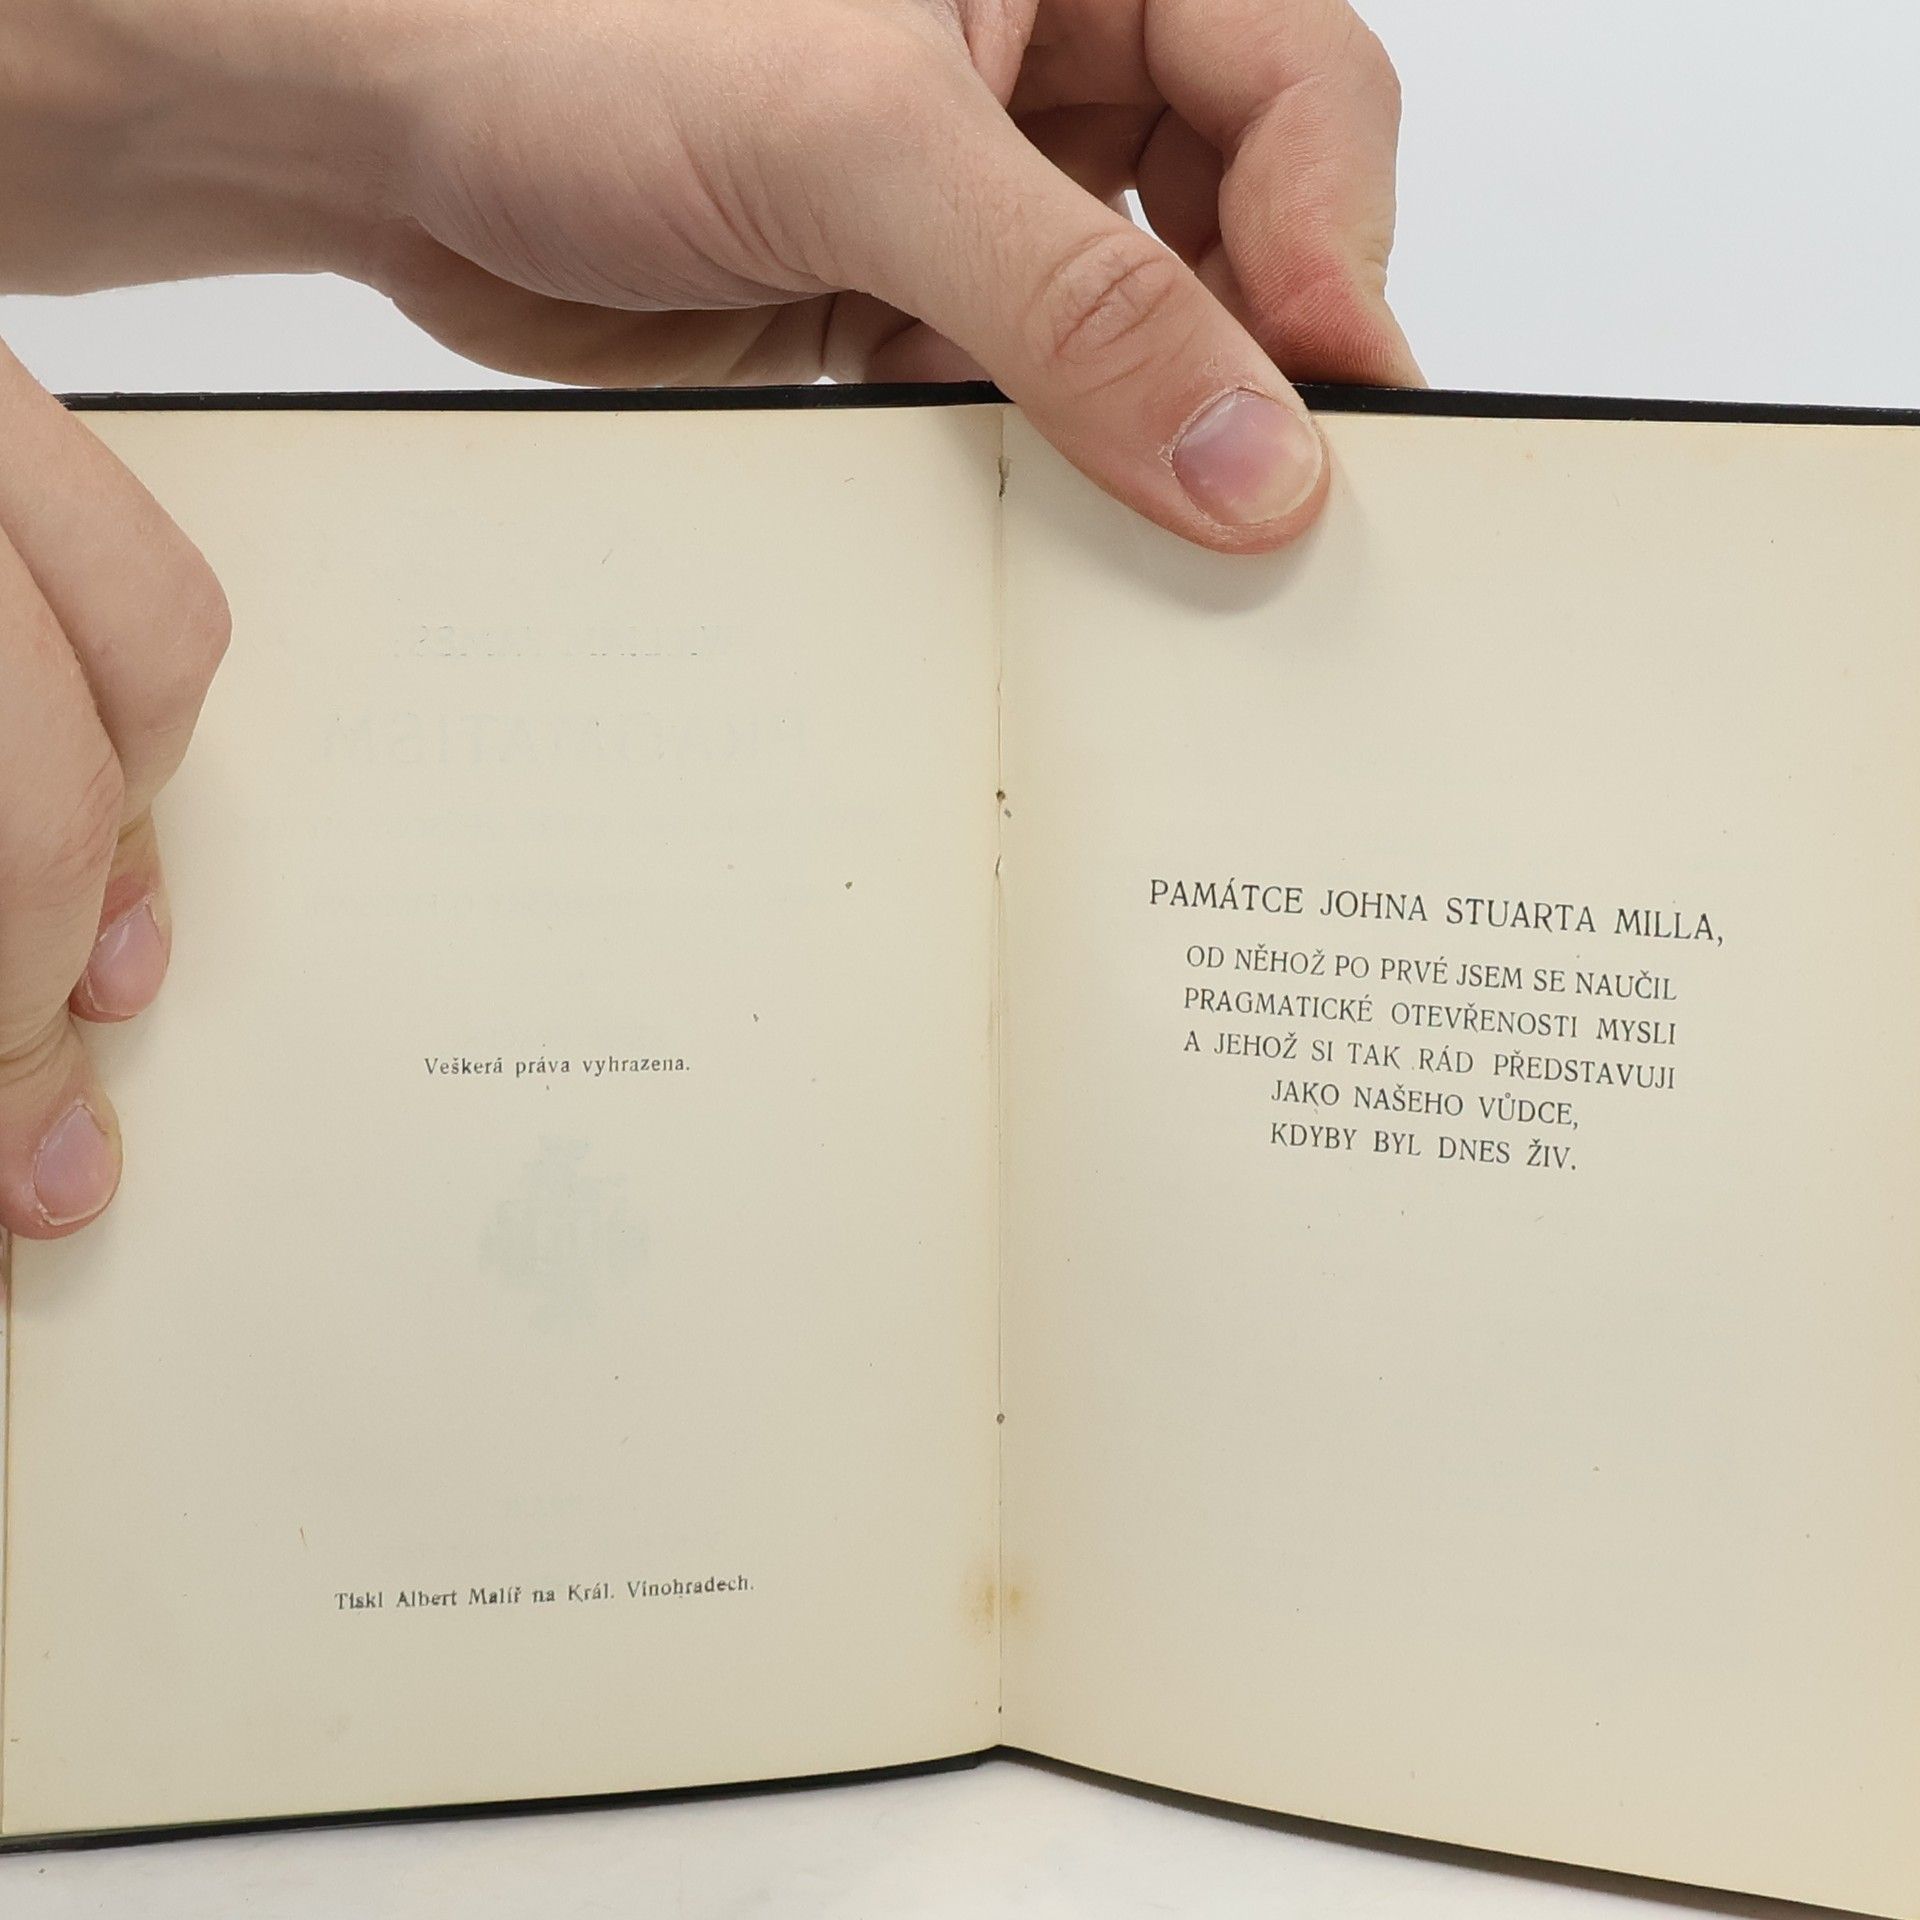 Veškerá práva vyhrazena.
Tiskl Albert Malíř na Král. Vinohradech.
PAMÁTCE JOHNA STUARTA MILLA,
OD NĚHOŽ PO PRVÉ JSEM SE NAUČIL
PRAGMATICKÉ OTEVŘENOSTI MYSLI
A JEHOŽ SI TAK RÁD PŘEDSTAVUJI
JAKO NAŠEHO VŮDCE,
KDYBY BYL DNES ŽIV.